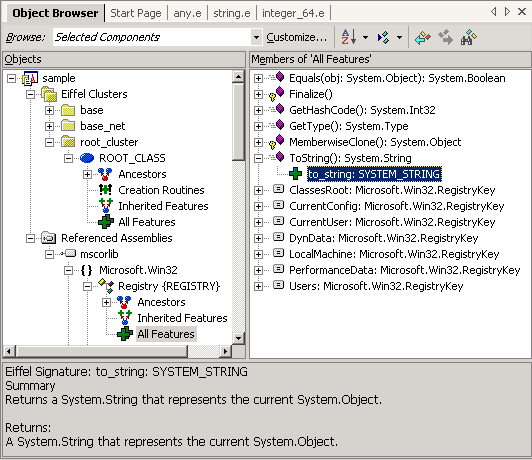 Object Browser Start Page any.e string.e integer_64.e
Browse: Selected Components Customize...
Objects
sample
Eiffel Clusters
base
base_net
root_cluster
ROOT_CLASS
Ancestors
Creation Routines
Inherited Features
All Features
Referenced Assemblies
mscorlib
{} Microsoft.Win32
Registry {REGISTRY}
Ancestors
Inherited Features
All Features
Members of 'All Features'
Equals(obj: System.Object): System.Boolean
Finalize()
GetHashCode(): System.Int32
GetType(): System.Type
MemberwiseClone(): System.Object
ToString(): System.String
to_string: SYSTEM_STRING
ClassesRoot: Microsoft.Win32.RegistryKey
CurrentConfig: Microsoft.Win32.RegistryKey
CurrentUser: Microsoft.Win32.RegistryKey
DynData: Microsoft.Win32.RegistryKey
LocalMachine: Microsoft.Win32.RegistryKey
PerformanceData: Microsoft.Win32.RegistryKey
Users: Microsoft.Win32.RegistryKey
Eiffel Signature: to_string: SYSTEM_STRING
Summary
Returns a System.String that represents the current System.Object.
Returns:
A System.String that represents the current System.Object.